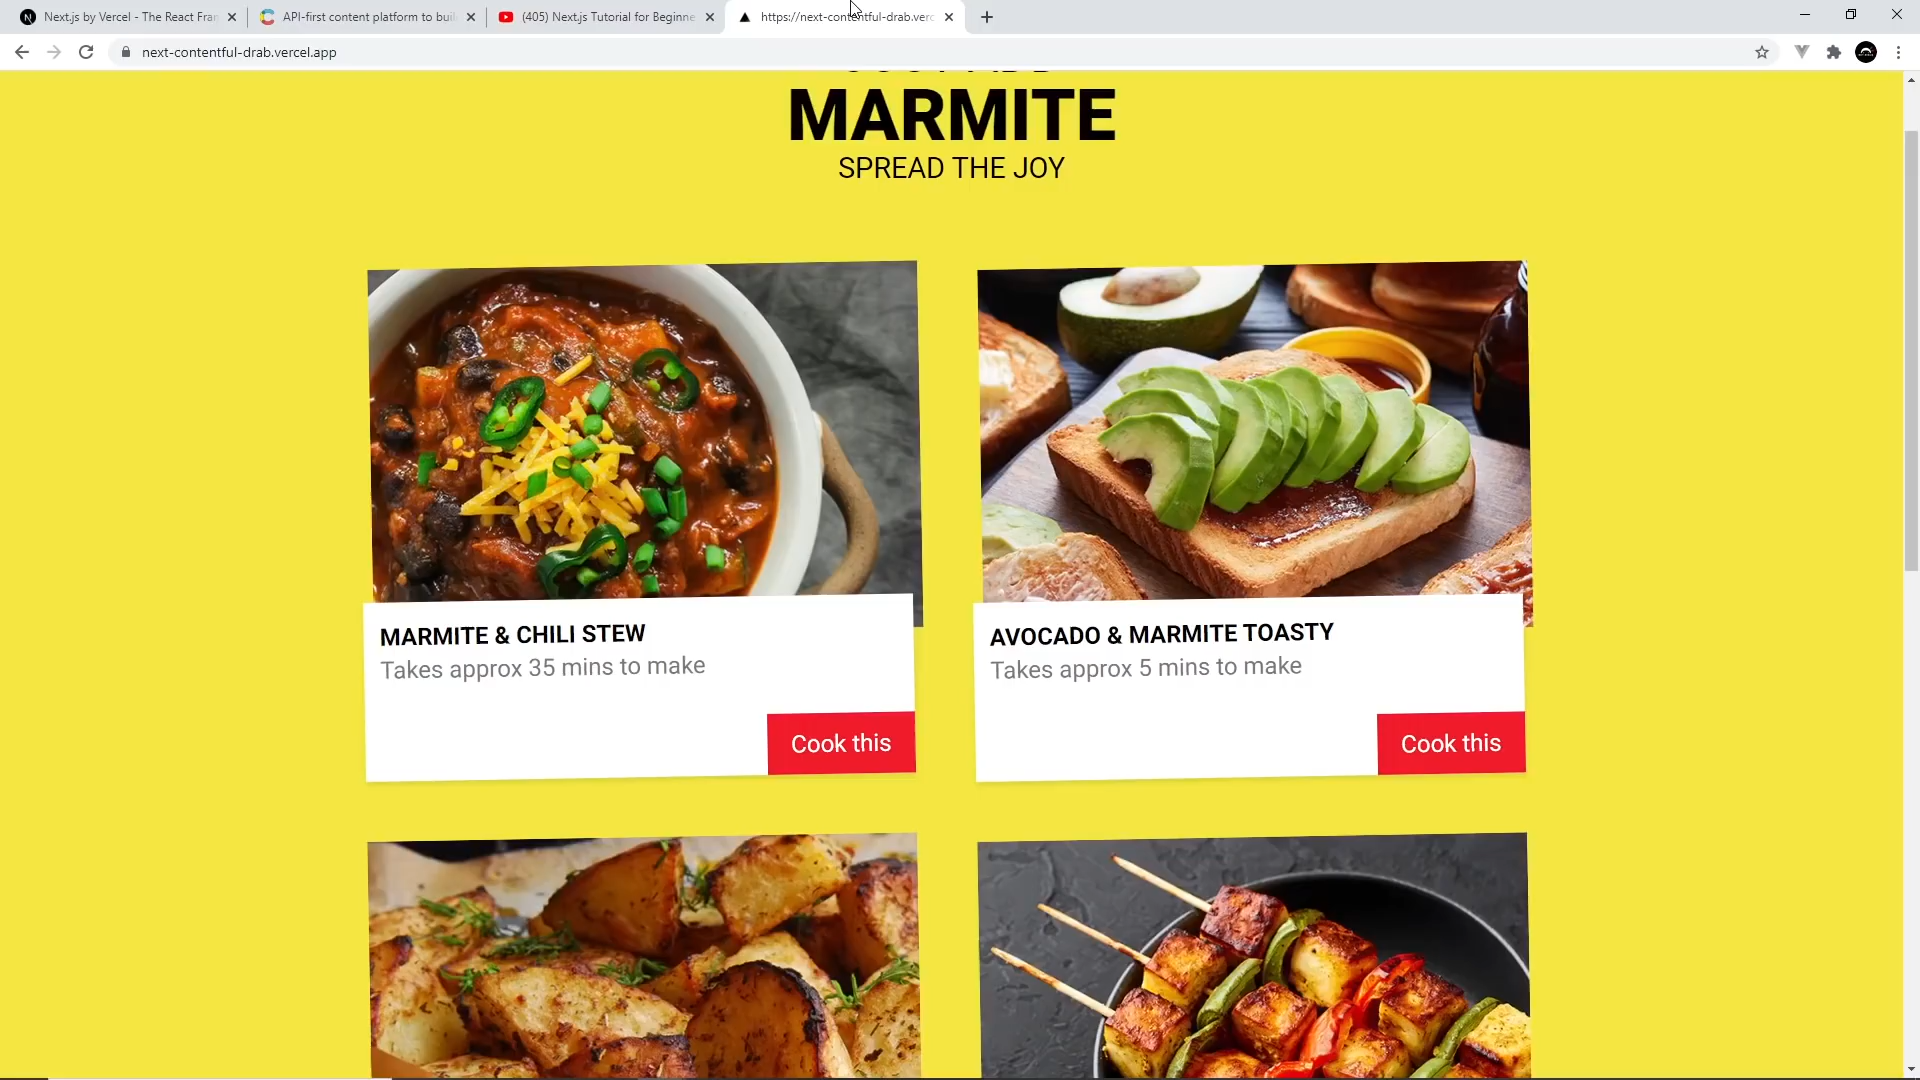 Next.js by Vercel - The React Fran
API-first content platform to buil
(405) Next.js Tutorial for Beginne
https://next-contentful-drab.verc
next-contentful-drab.vercel.app
MARMITE
SPREAD THE JOY
MARMITE & CHILI STEW
Takes approx 35 mins to make
Cook this
AVOCADO & MARMITE TOASTY
Takes approx 5 mins to make
Cook this